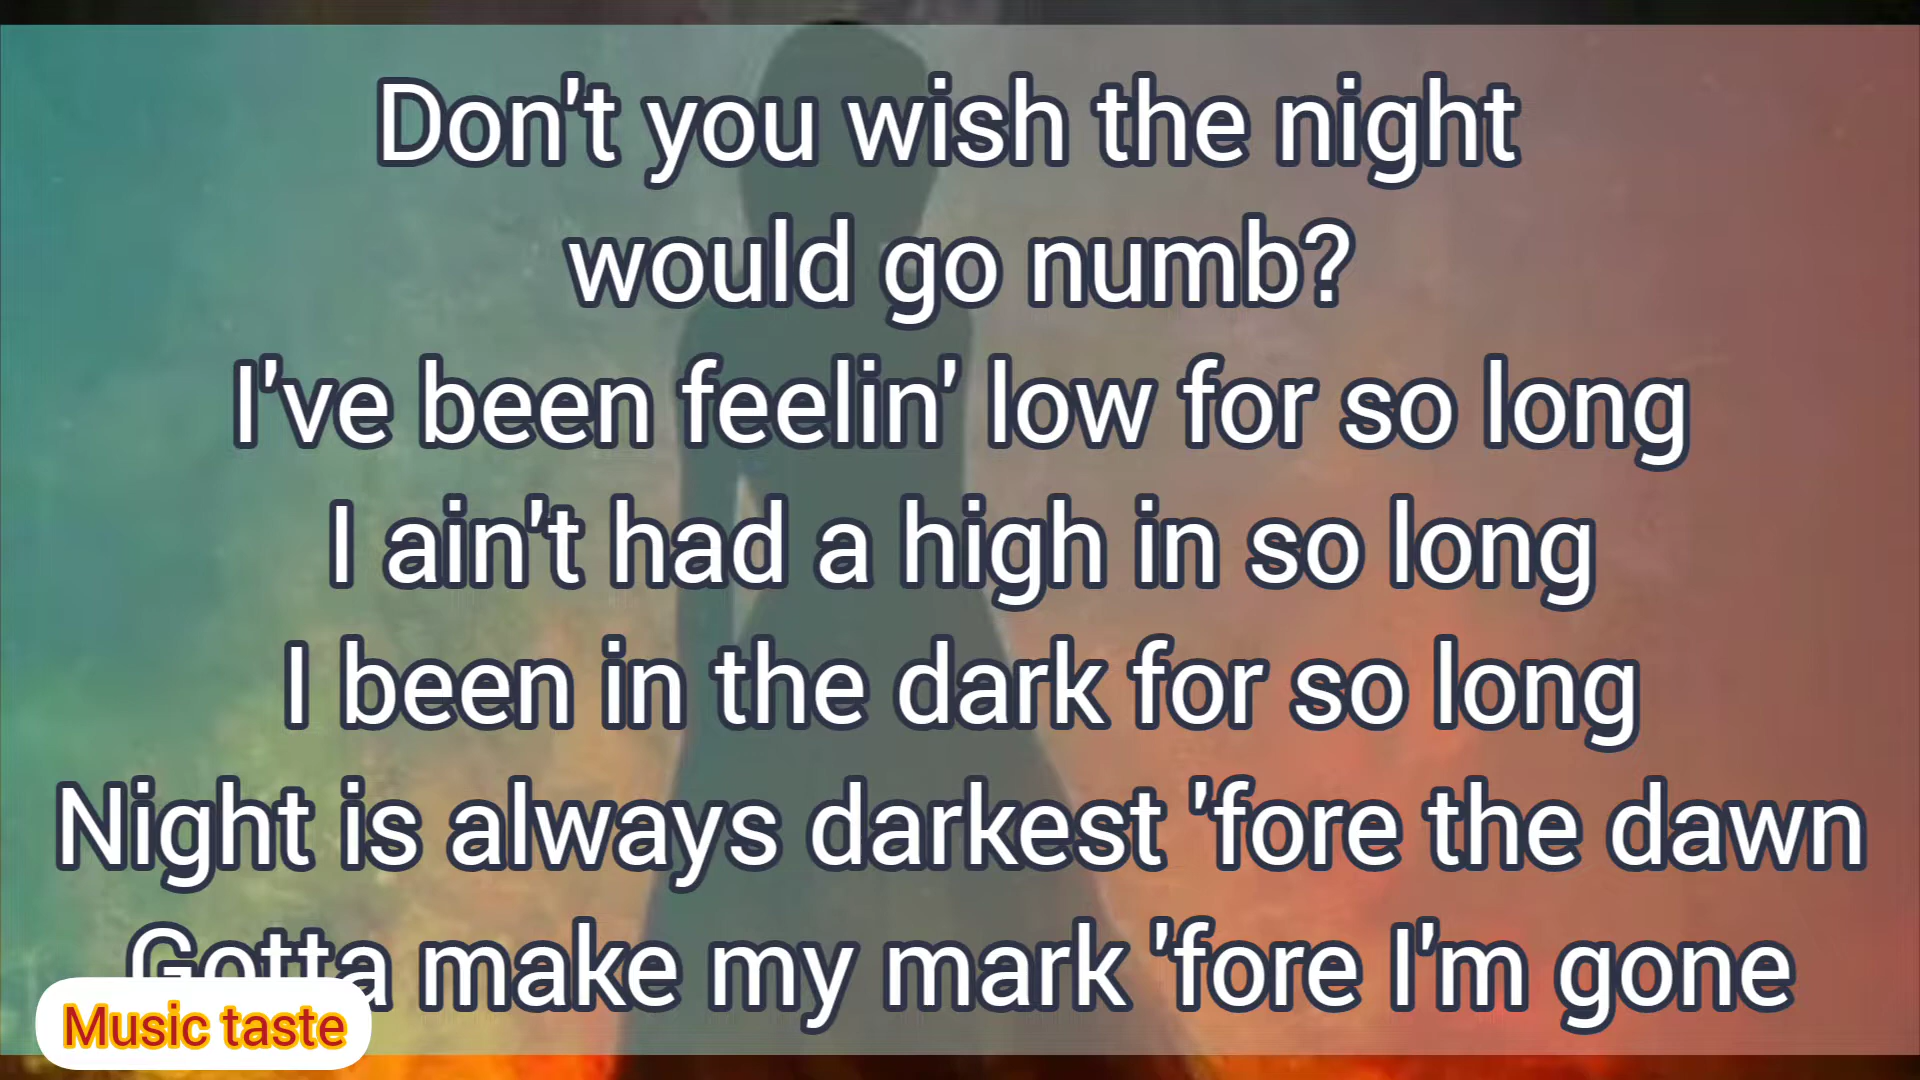 Don't you wish the night
would go numb?
I've been feelin' low for so long
I ain't had a high in so long
I been in the dark for so long
Night is always darkest 'fore the dawn
Gotta make my mark 'fore I'm gone
Music taste